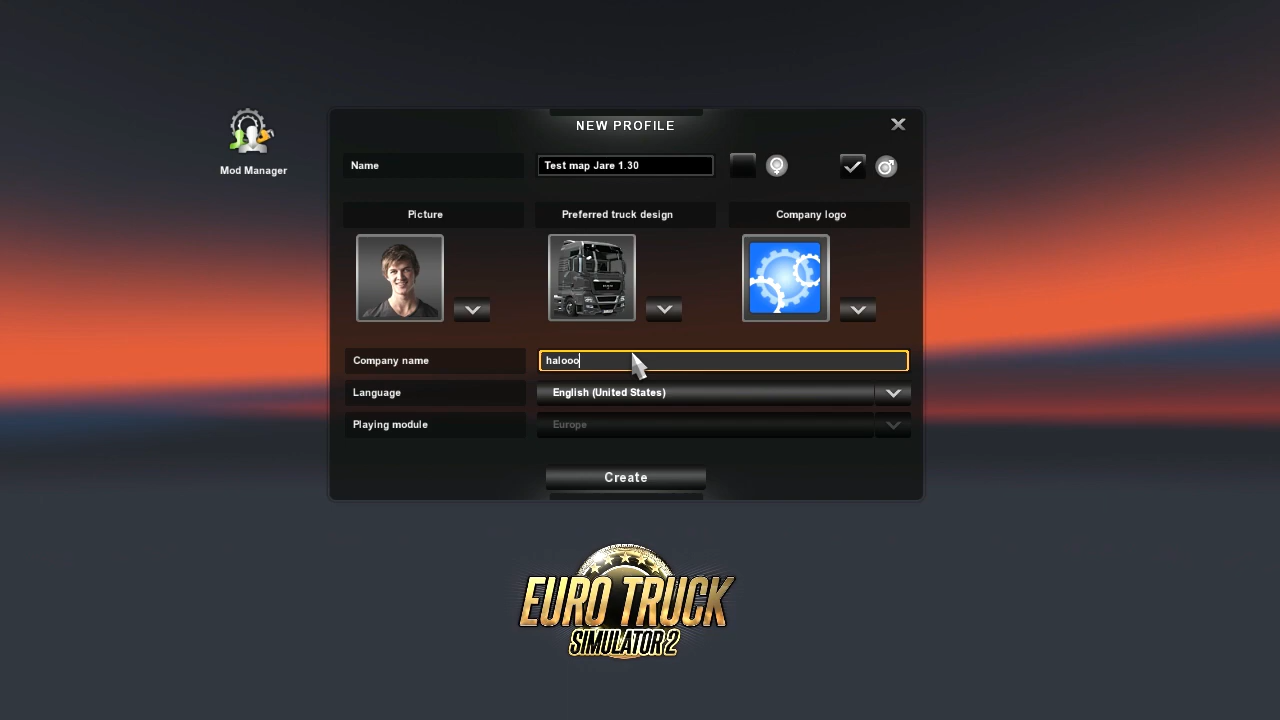 NEW PROFILE
Mod Manager
Name
Test map Jare 1.30
Picture
Preferred truck design
Company logo
Company name
halooo
Language
English (United States)
Playing module
Europe
Create
EURO TRUCK
SIMULATOR 2